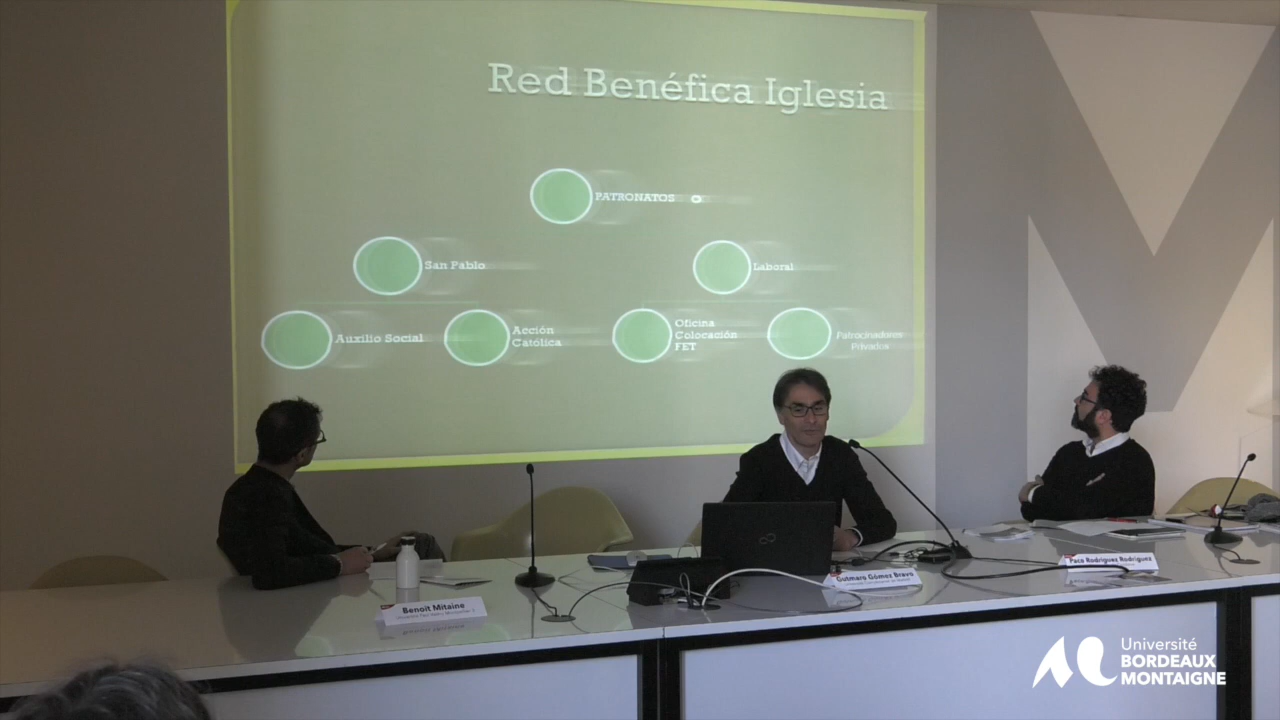 Red Benéfica Iglesia
PATRONATOS
San Pablo
Laboral
Auxilio Social
Acción
Católica
Oficina
Colocación
FET
Patrocinadores
Privados
Benoit Mitaine
Gutmaro Gómez Bravo
Paco Rodríguez Rodríguez
Université
BORDEAUX
MONTAIGNE